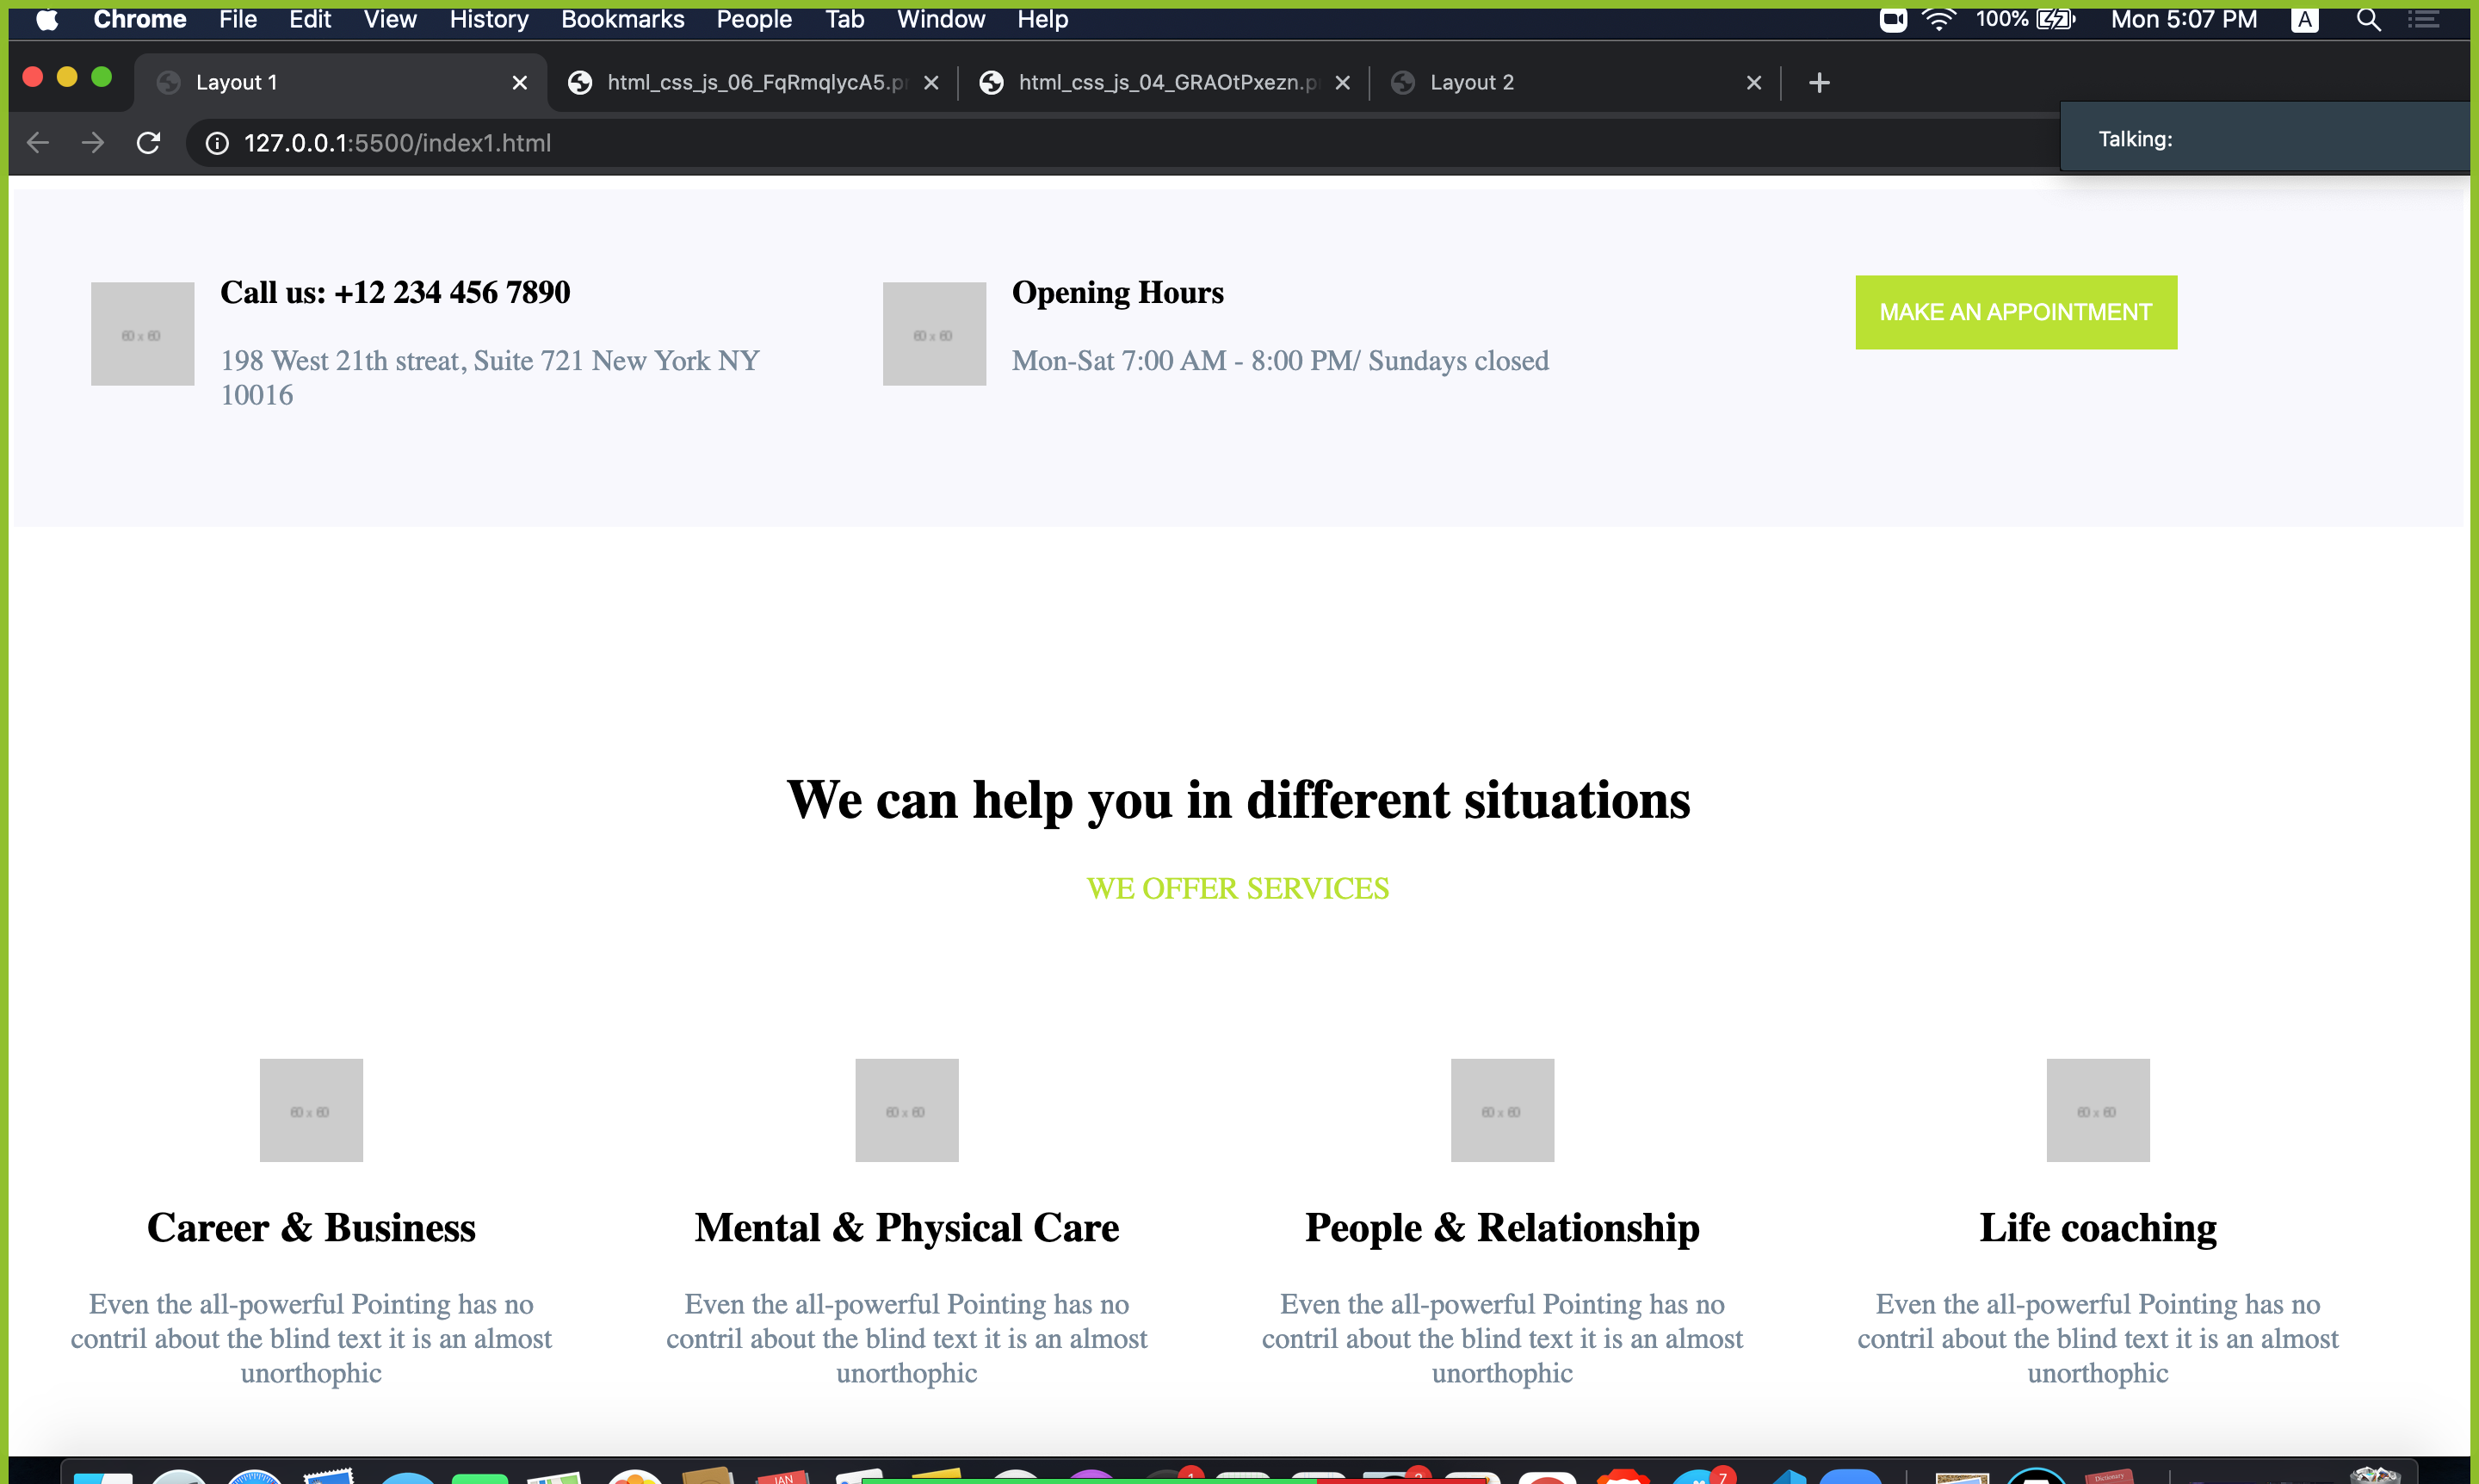 Chrome File Edit View History Bookmarks People Tab Window Help 100% Mon 5:07 PM A
Layout 1 html_css_js_06_FqRmqlycA5.p html_css_js_04_GRAOtPxezn.p Layout 2
127.0.0.1:5500/index1.html
Talking:
Call us: +12 234 456 7890
60 x 60
198 West 21th streat, Suite 721 New York NY
10016
Opening Hours
60 x 60
Mon-Sat 7:00 AM - 8:00 PM/ Sundays closed
MAKE AN APPOINTMENT
We can help you in different situations
WE OFFER SERVICES
60 x 60
Career & Business
Even the all-powerful Pointing has no
contril about the blind text it is an almost
unorthophic
60 x 60
Mental & Physical Care
Even the all-powerful Pointing has no
contril about the blind text it is an almost
unorthophic
60 x 60
People & Relationship
Even the all-powerful Pointing has no
contril about the blind text it is an almost
unorthophic
60 x 60
Life coaching
Even the all-powerful Pointing has no
contril about the blind text it is an almost
unorthophic
JAN
7
Dictionary